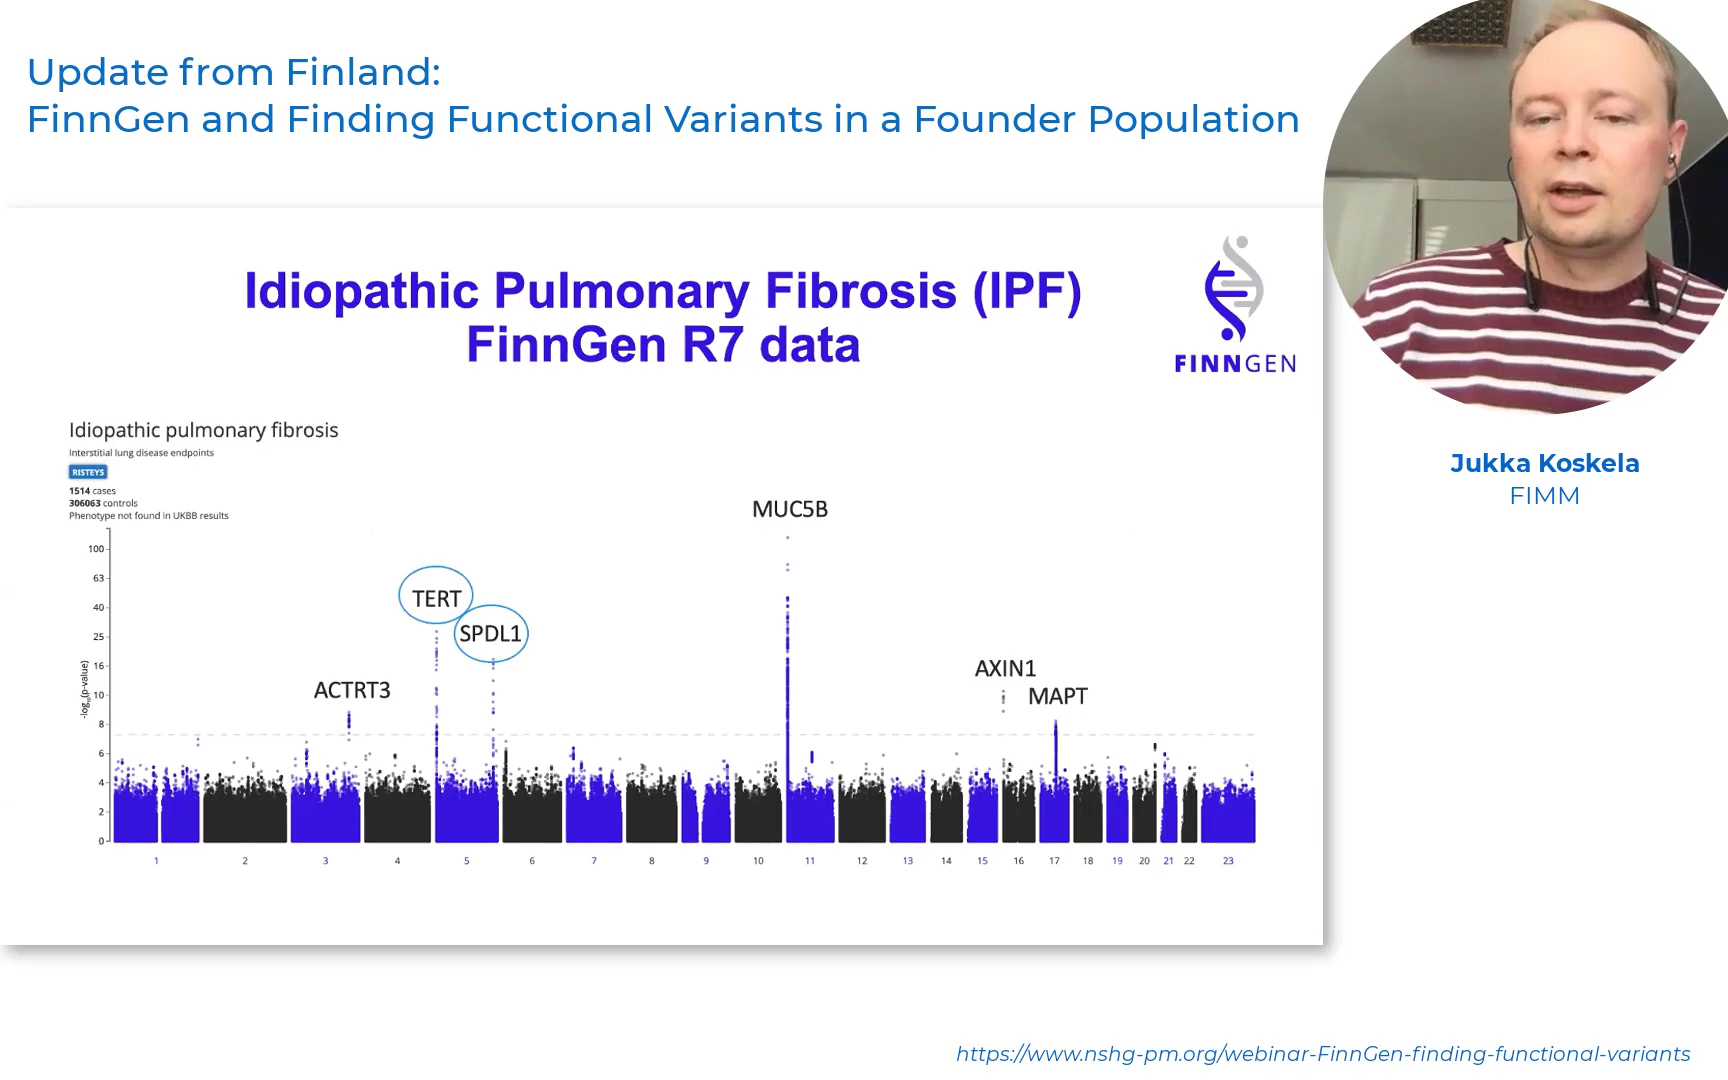 Update from Finland:
FinnGen and Finding Functional Variants in a Founder Population
Idiopathic Pulmonary Fibrosis (IPF)
FinnGen R7 data
FINNGEN
Jukka Koskela
FIMM
Idiopathic pulmonary fibrosis
Interstitial lung disease endpoints
RISTEYS
1514 cases
306063 controls
Phenotype not found in UKBB results
MUC5B
TERT
SPDL1
ACTRT3
AXIN1
MAPT
-log₁₀(p-value)
100
63
40
25
16
10
8
6
4
2
0
1 2 3 4 5 6 7 8 9 10 11 12 13 14 15 16 17 18 19 20 21 22 23
https://www.nshg-pm.org/webinar-FinnGen-finding-functional-variants